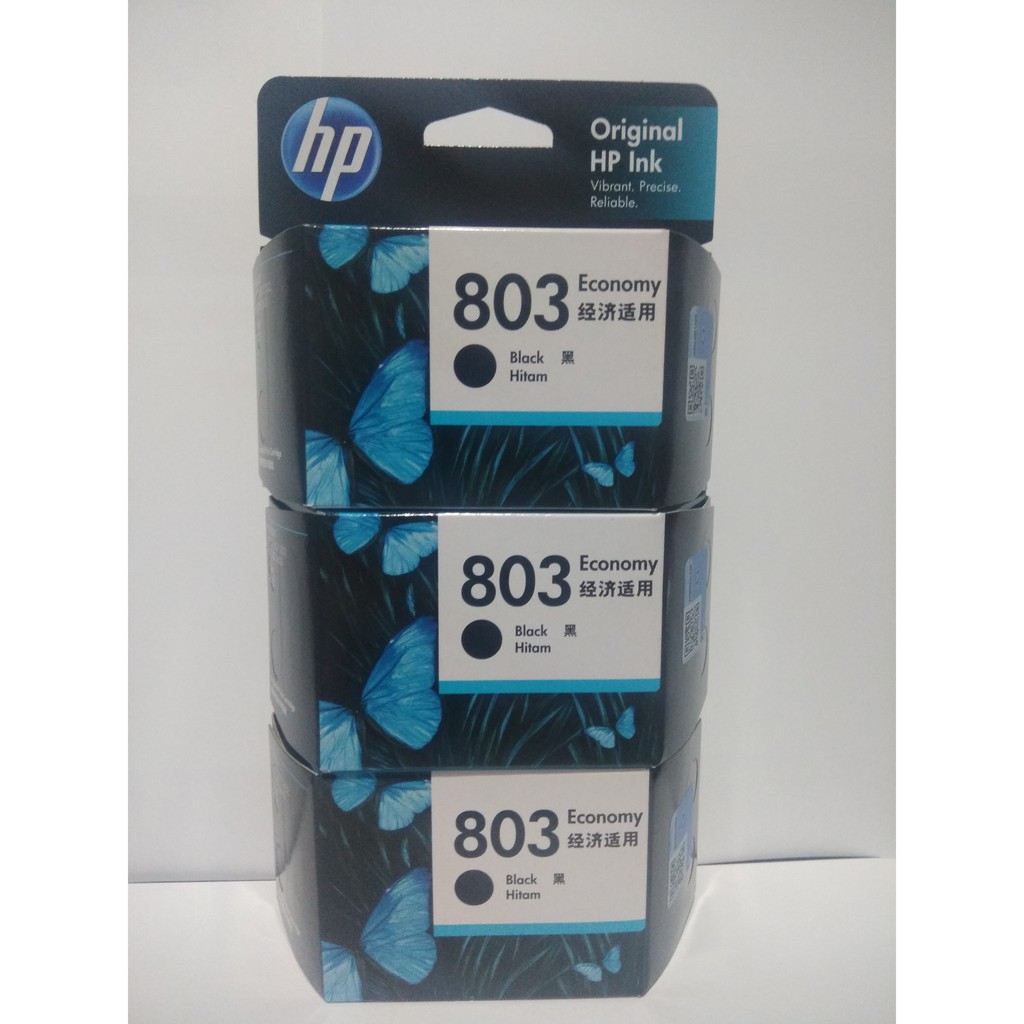 hp
Original
HP Ink
Vibrant. Precise.
Reliable.
803 Economy
经济适用
Black 黑
Hitam
803 Economy
经济适用
Black 黑
Hitam
803 Economy
经济适用
Black 黑
Hitam